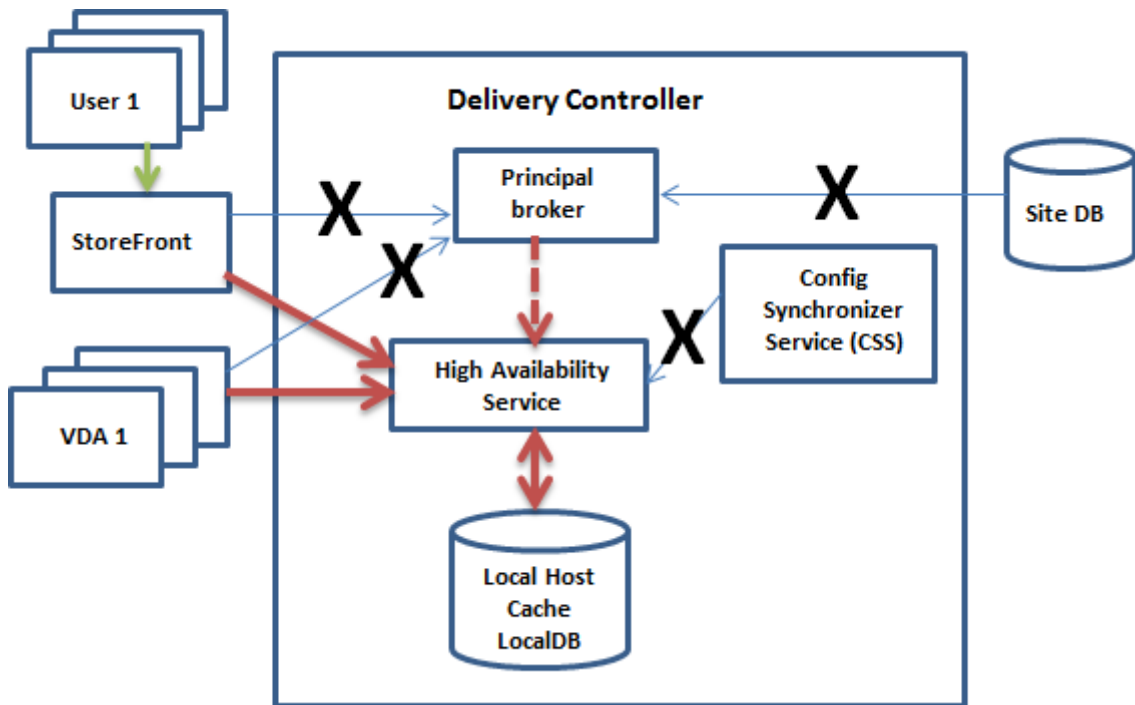 User 1
Delivery Controller
Principal
broker
X
X
StoreFront
Site DB
X
Config
Synchronizer
Service (CSS)
X
High Availability
Service
VDA 1
Local Host
Cache
LocalDB